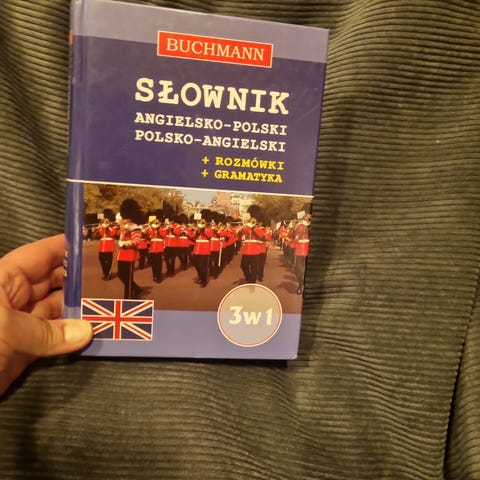 BUCHMANN
SŁOWNIK
ANGIELSKO-POLSKI
POLSKO-ANGIELSKI
+ ROZMÓWKI
+ GRAMATYKA
3w1